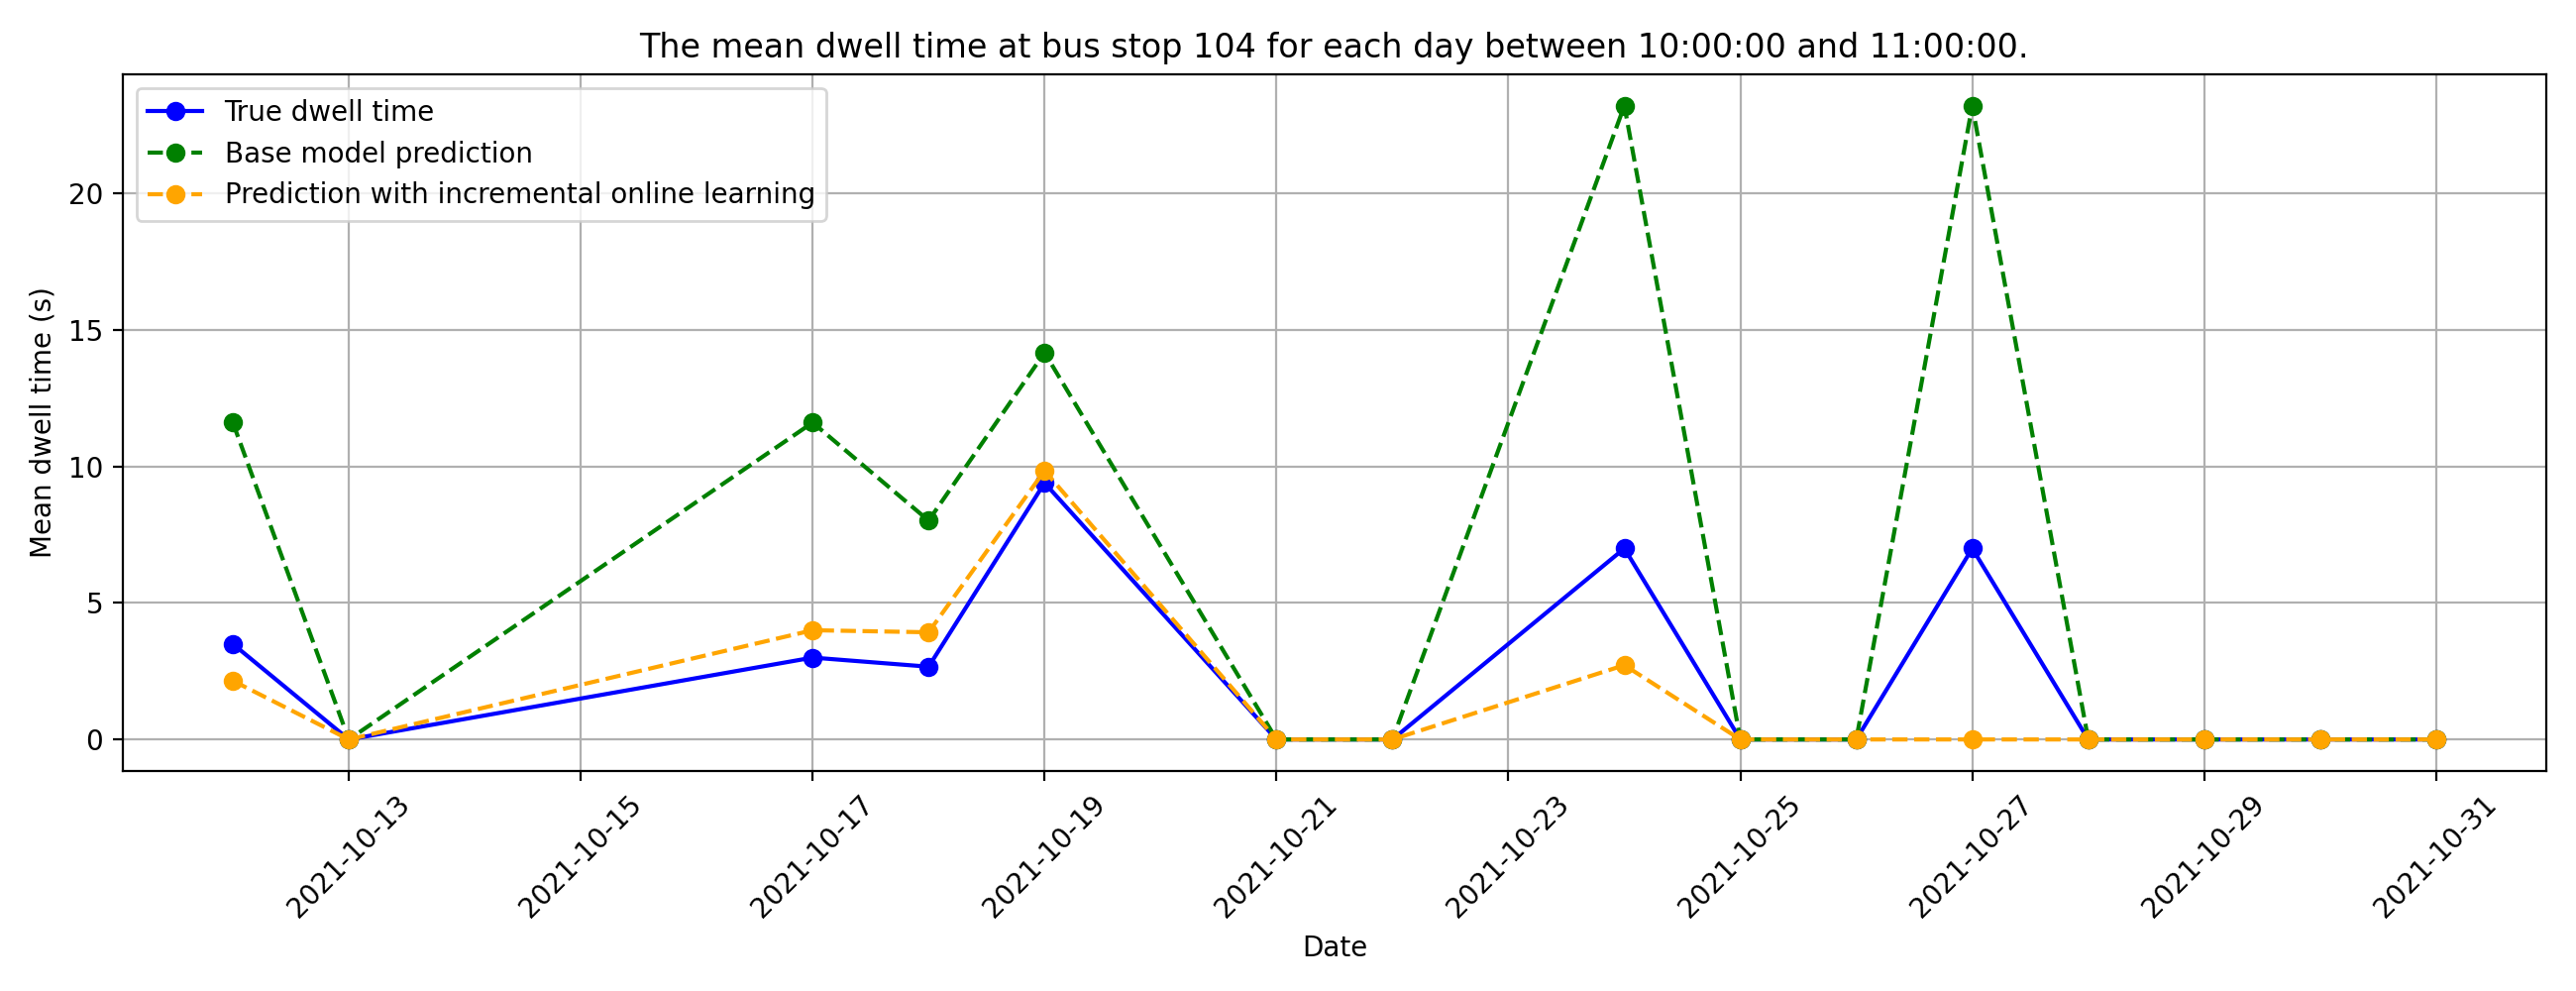 The mean dwell time at bus stop 104 for each day between 10:00:00 and 11:00:00.
True dwell time
Base model prediction
Prediction with incremental online learning
Mean dwell time (s)
20
15
10
5
0
2021-10-13
2021-10-15
2021-10-17
2021-10-19
2021-10-21
2021-10-23
2021-10-25
2021-10-27
2021-10-29
2021-10-31
Date